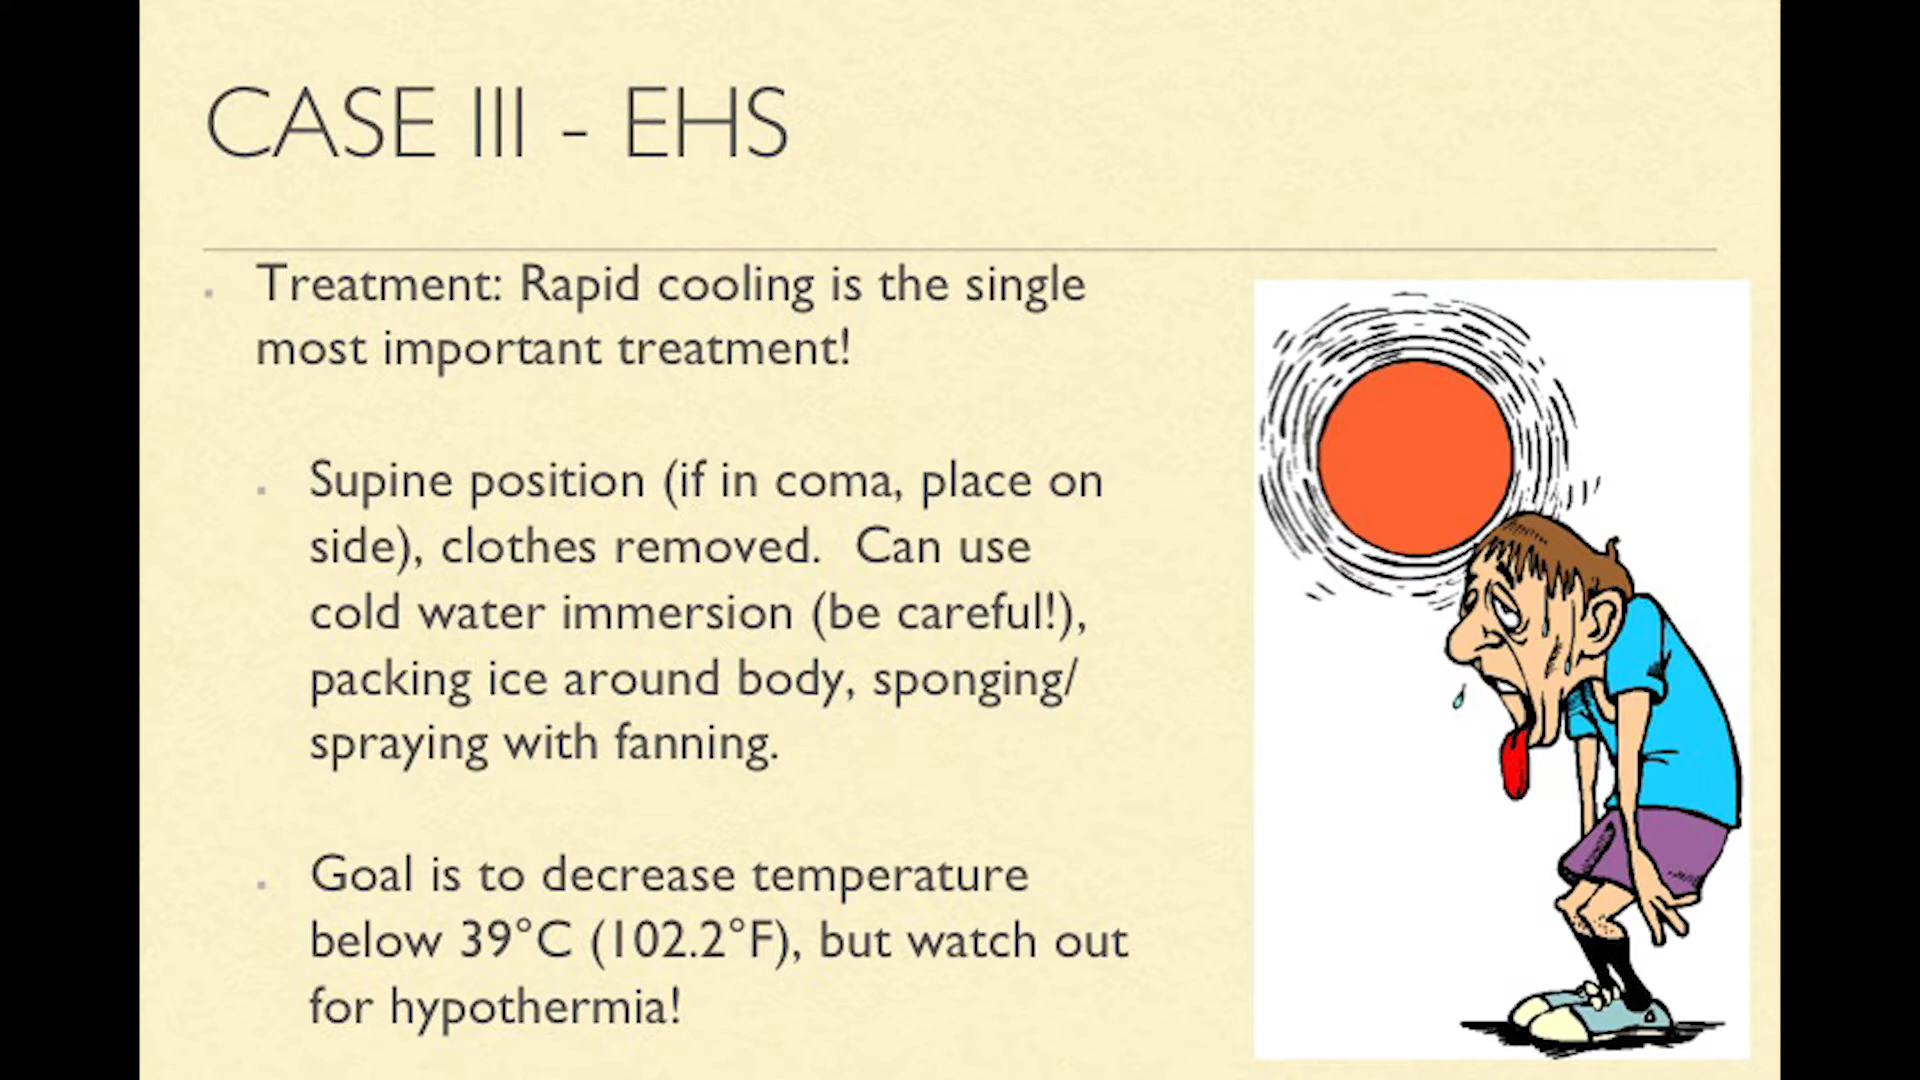 CASE III - EHS
Treatment: Rapid cooling is the single
most important treatment!
Supine position (if in coma, place on
side), clothes removed.  Can use
cold water immersion (be careful!),
packing ice around body, sponging/
spraying with fanning.
Goal is to decrease temperature
below 39°C (102.2°F), but watch out
for hypothermia!